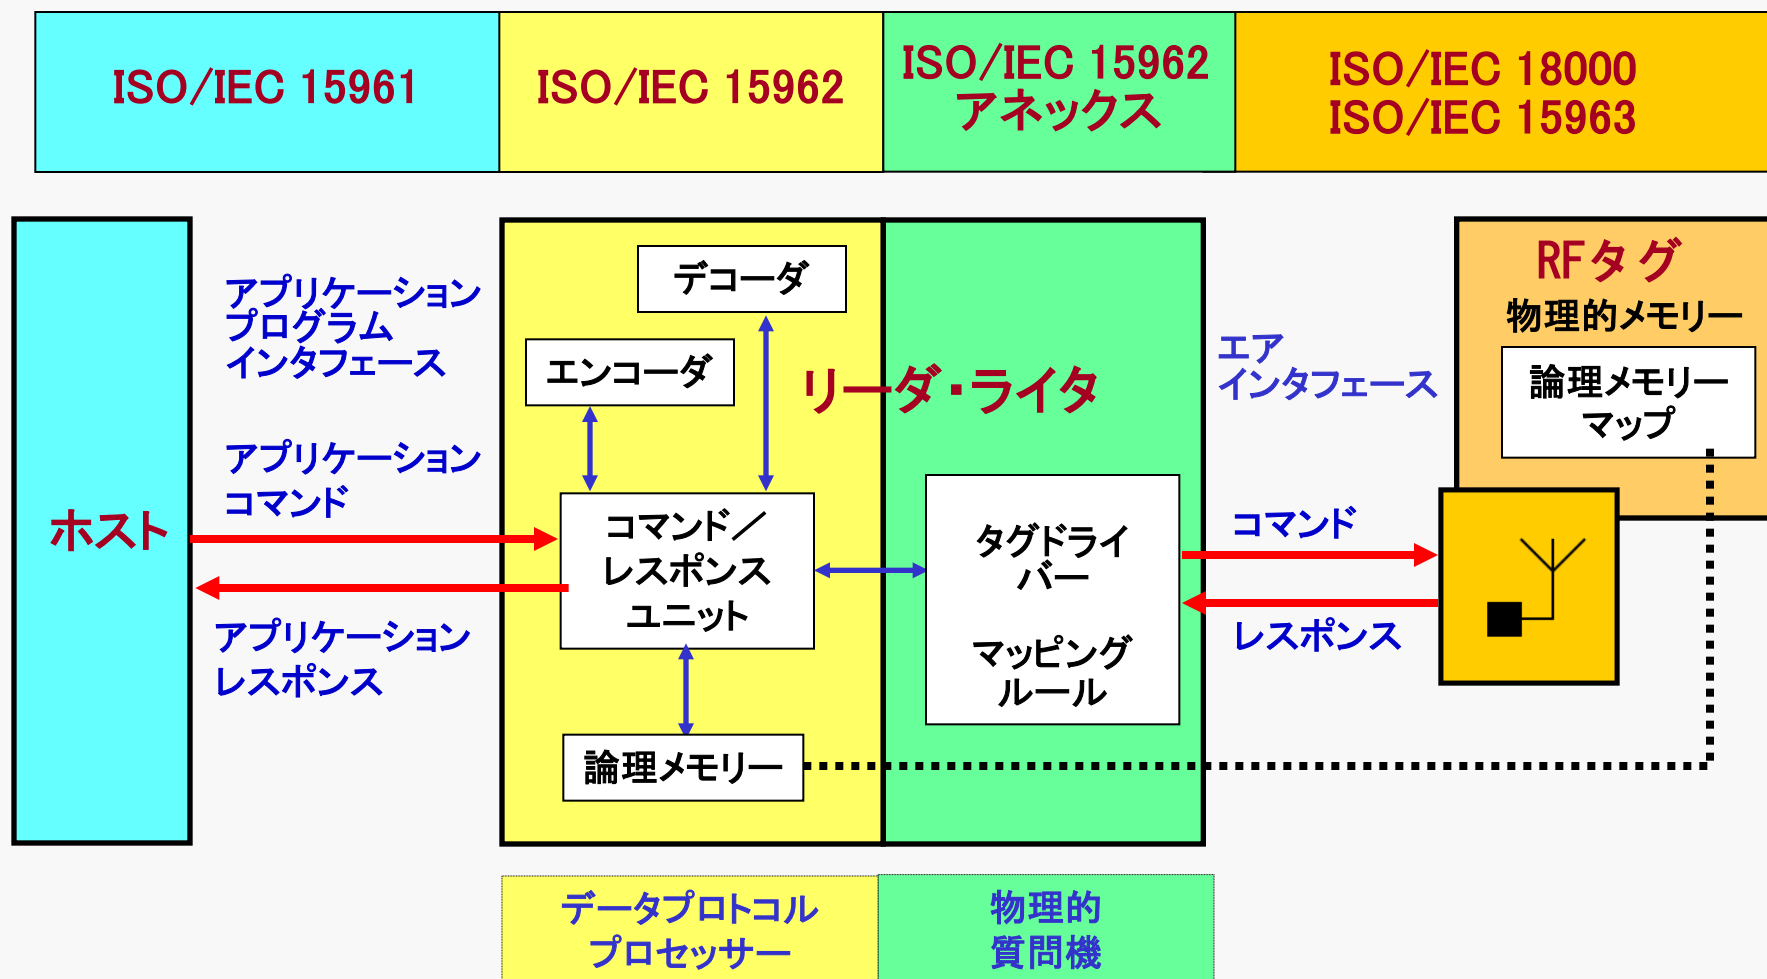 ISO/IEC 15961
ISO/IEC 15962
ISO/IEC 15962
アネックス
ISO/IEC 18000
ISO/IEC 15963
ホスト
アプリケーション
プログラム
インタフェース
アプリケーション
コマンド
アプリケーション
レスポンス
デコーダ
エンコーダ
リーダ・ライタ
コマンド／
レスポンス
ユニット
論理メモリー
タグドライ
バー
マッピング
ルール
エア
インタフェース
コマンド
レスポンス
RFタグ
物理的メモリー
論理メモリー
マップ
データプロトコル
プロセッサー
物理的
質問機